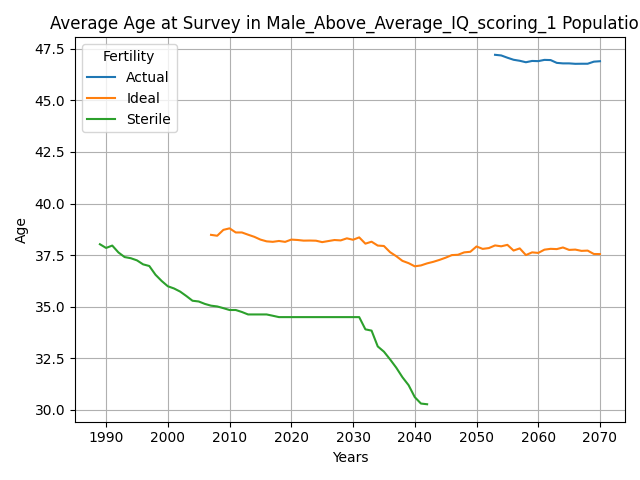 Average Age at Survey in Male_Above_Average_IQ_scoring_1 Populatio
Fertility
Actual
Ideal
Sterile
47.5
45.0
42.5
40.0
37.5
35.0
32.5
30.0
Age
1990 2000 2010 2020 2030 2040 2050 2060 2070
Years